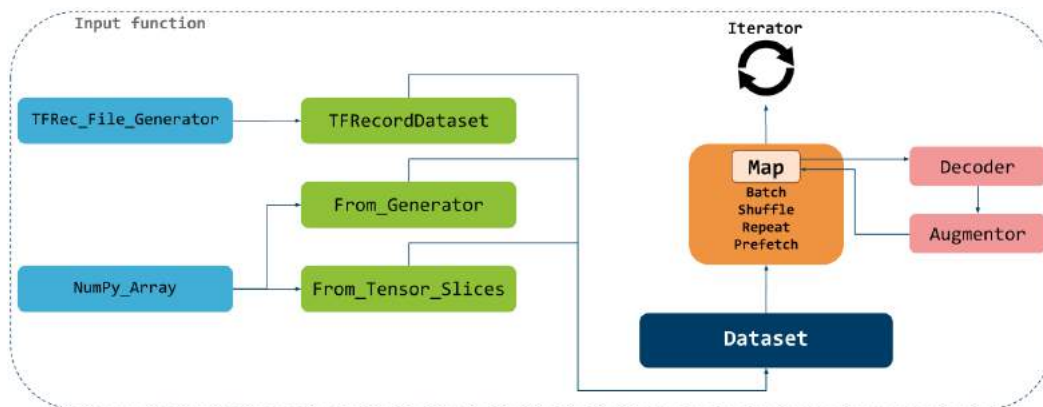 Input function
Iterator
TFRec_File_Generator
TFRecordDataset
Map
Decoder
Batch
From_Generator
Shuffle
Repeat
Augmentor
Prefetch
NumPy_Array
From_Tensor_Slices
Dataset